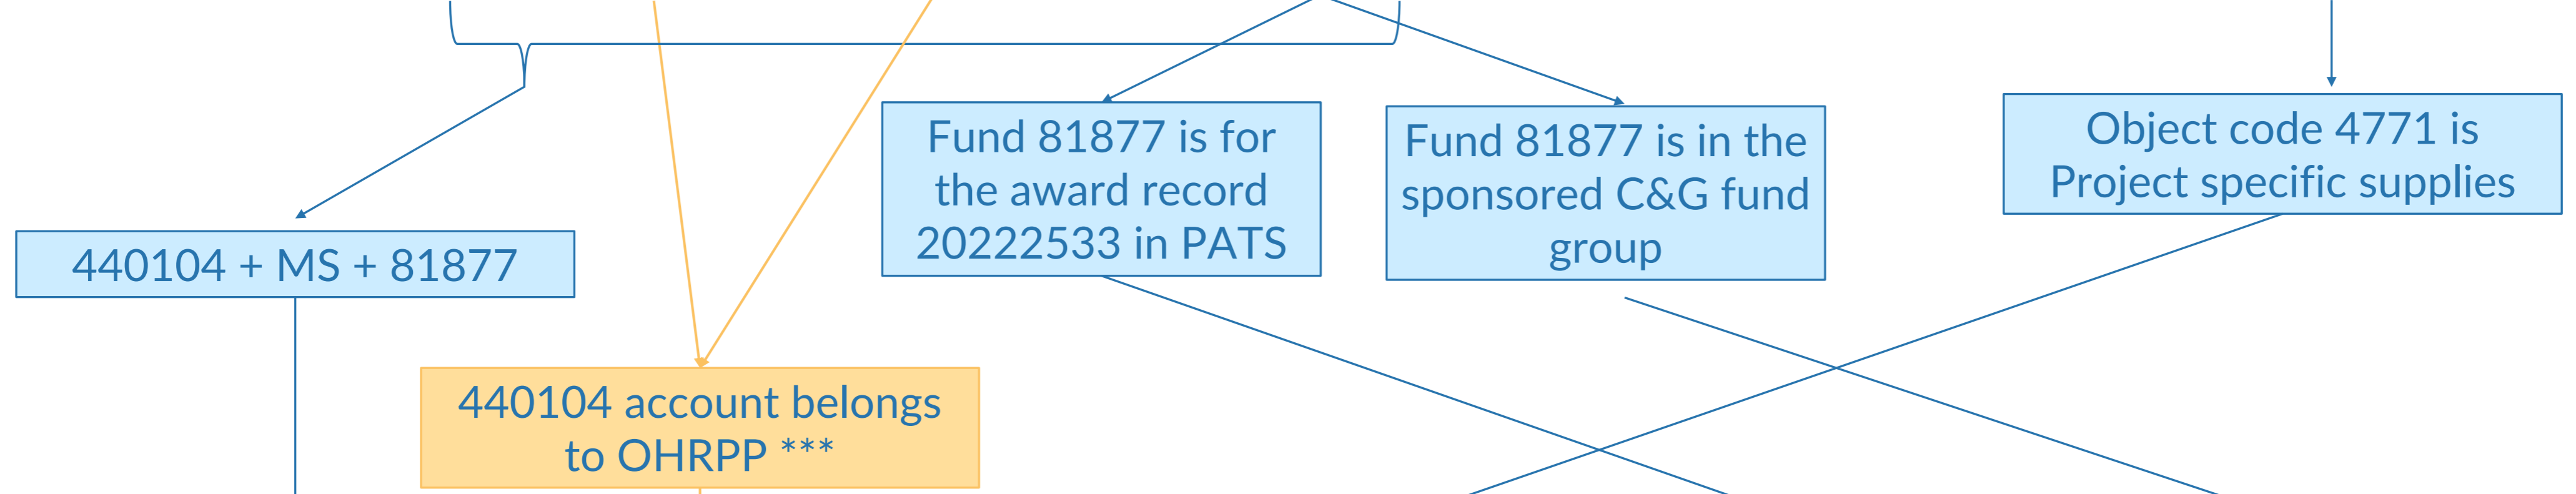 Fund 81877 is for
the award record
20222533 in PATS
Fund 81877 is in the
sponsored C&G fund
group
Object code 4771 is
Project specific supplies
440104 + MS + 81877
440104 account belongs
to OHRPP ***